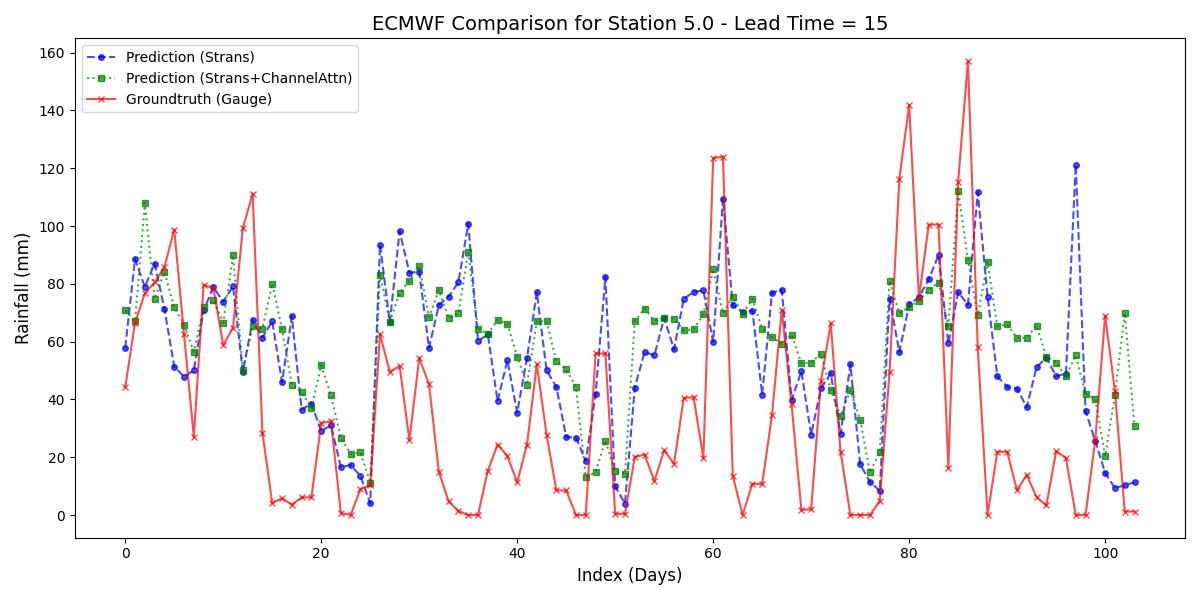 ECMWF Comparison for Station 5.0 - Lead Time = 15
Prediction (Strans)
Prediction (Strans+ChannelAttn)
Groundtruth (Gauge)
Rainfall (mm)
160
140
120
100
80
60
40
20
0
0 20 40 60 80 100
Index (Days)